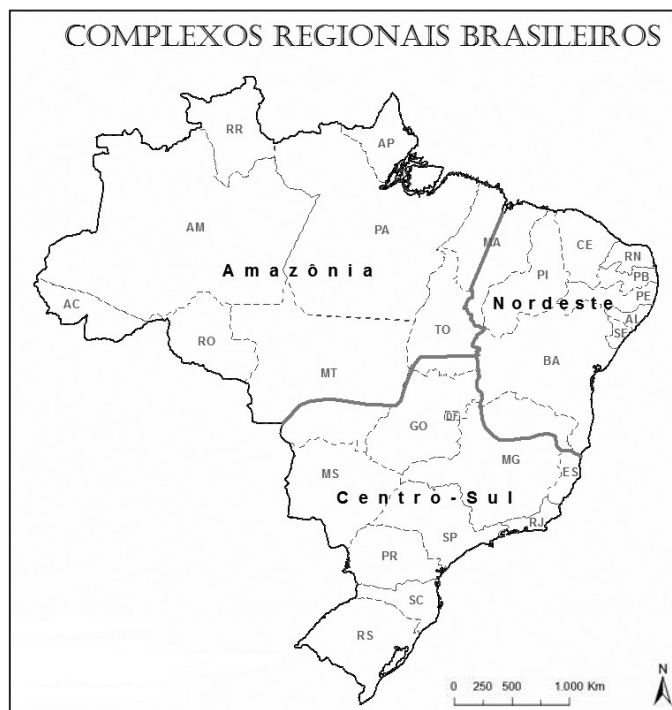 COMPLEXOS REGIONAIS BRASILEIROS
RR
AP
AM
PA
MA
CE
RN
PB
PI
PE
Amazônia
Nordeste
AL
SE
AC
TO
RO
BA
MT
GO
DF
MG
MS
ES
Centro-Sul
RJ
SP
PR
SC
RS
N
0 250 500 1.000 Km